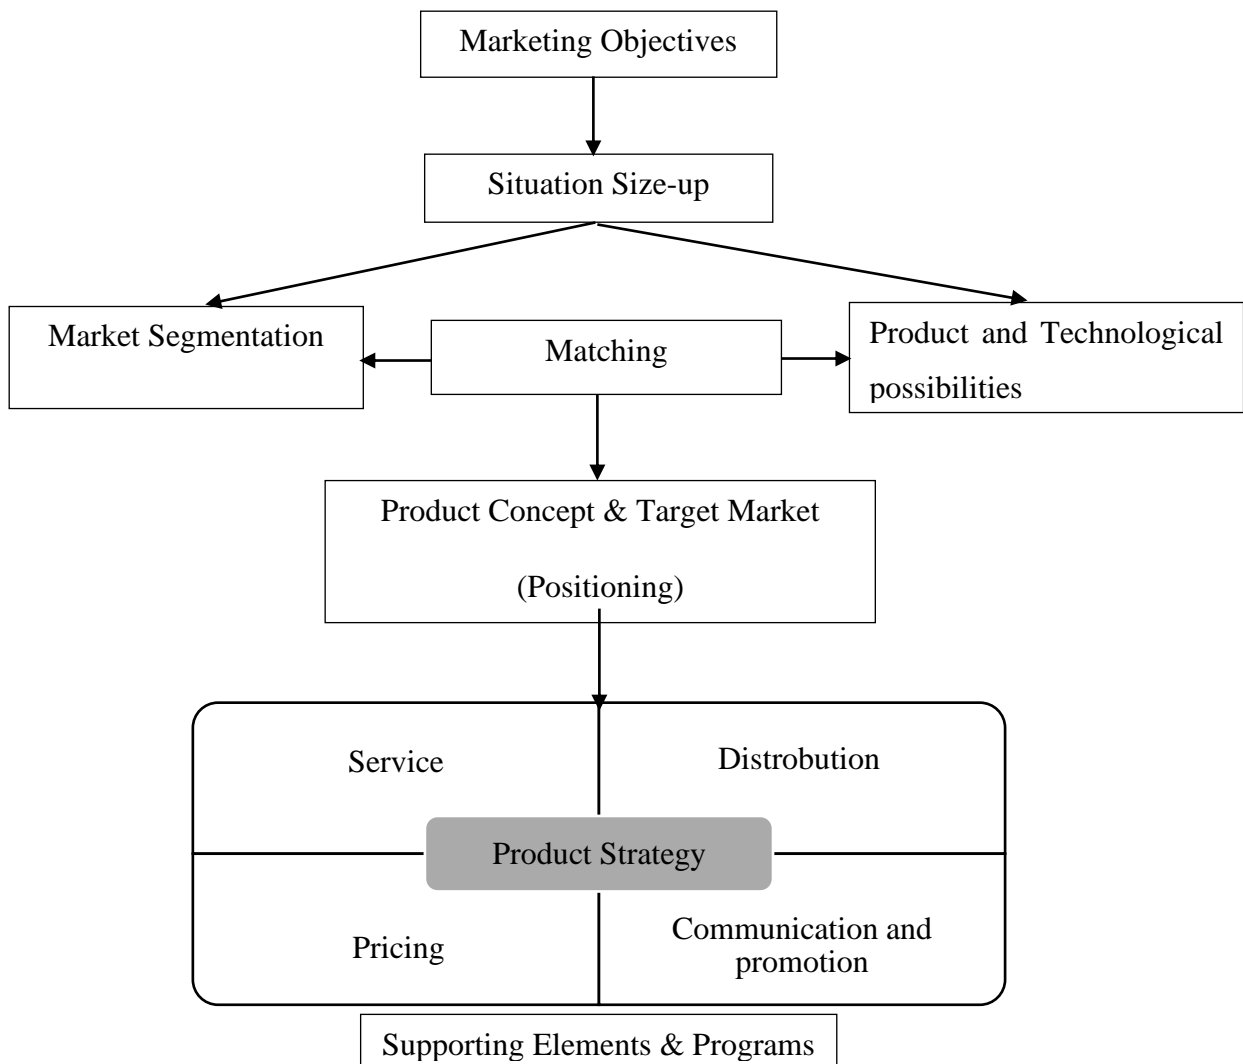 Marketing Objectives
Situation Size-up
Market Segmentation
Matching
Product and Technological
possibilities
Product Concept & Target Market
(Positioning)
Service
Distrobution
Product Strategy
Pricing
Communication and
promotion
Supporting Elements & Programs